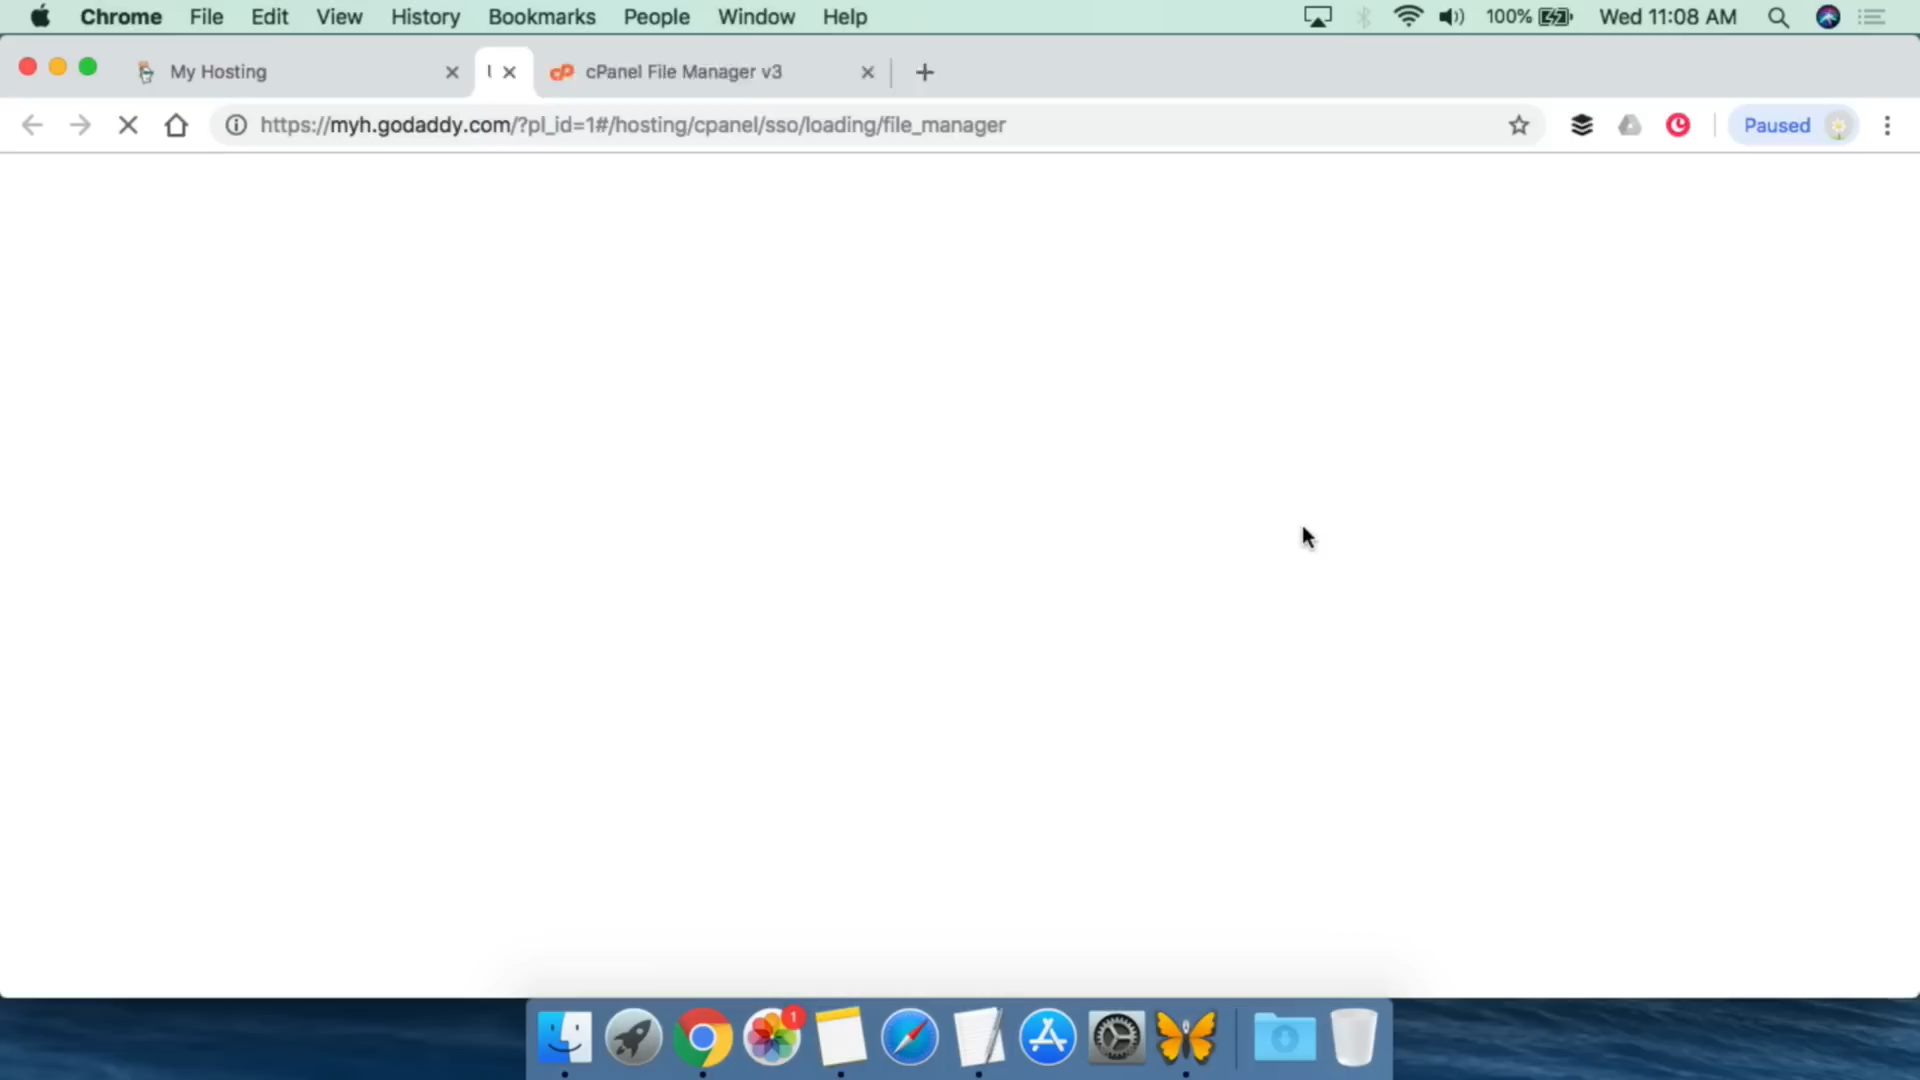 Chrome File Edit View History Bookmarks People Window Help 100% Wed 11:08 AM
My Hosting cPanel File Manager v3
https://myh.godaddy.com/?pl_id=1#/hosting/cpanel/sso/loading/file_manager Paused
1